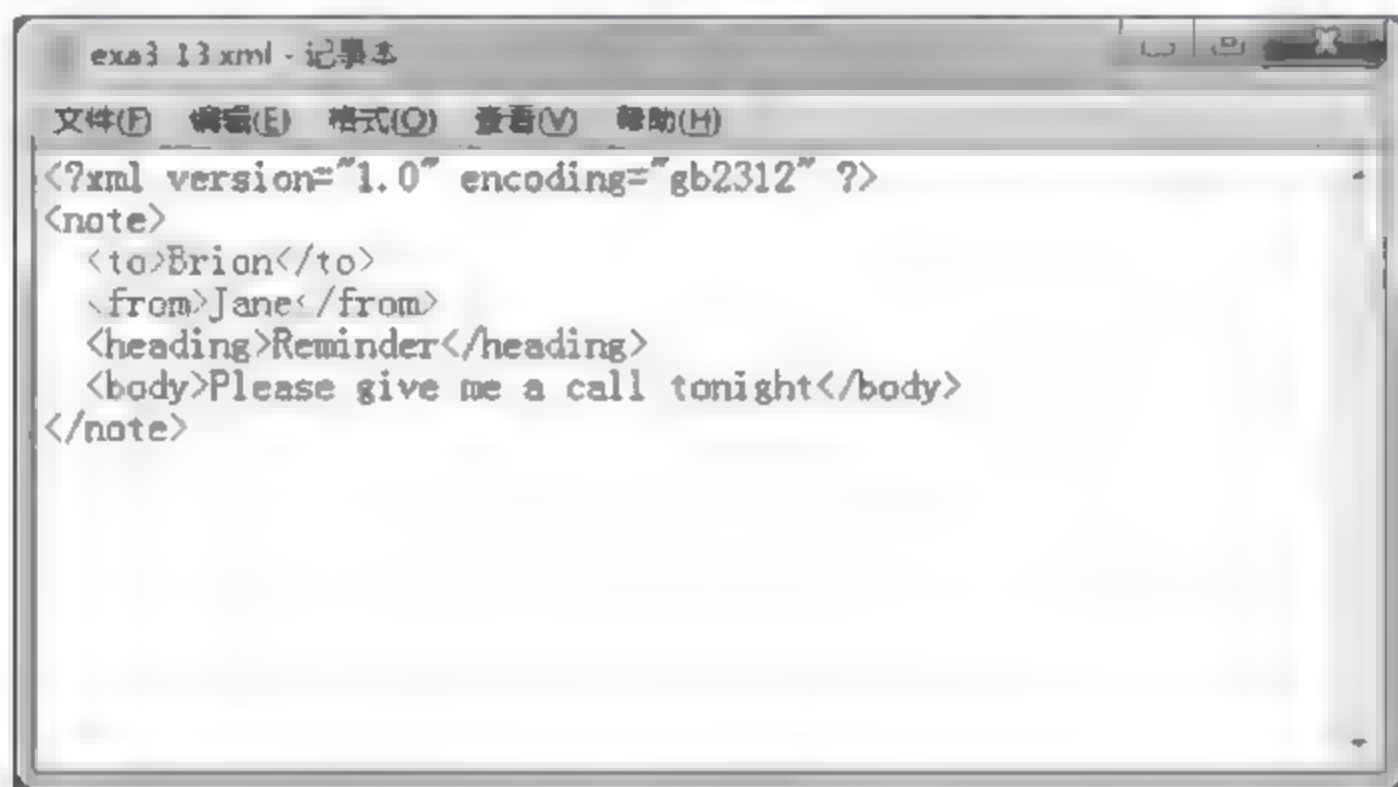 exa3 13 xml - 记事本
文件(F) 编辑(E) 格式(O) 查看(V) 帮助(H)
<?xml version="1.0" encoding="gb2312" ?>
<note>
<to>Brion</to>
<from>Jane</from>
<heading>Reminder</heading>
<body>Please give me a call tonight</body>
</note>